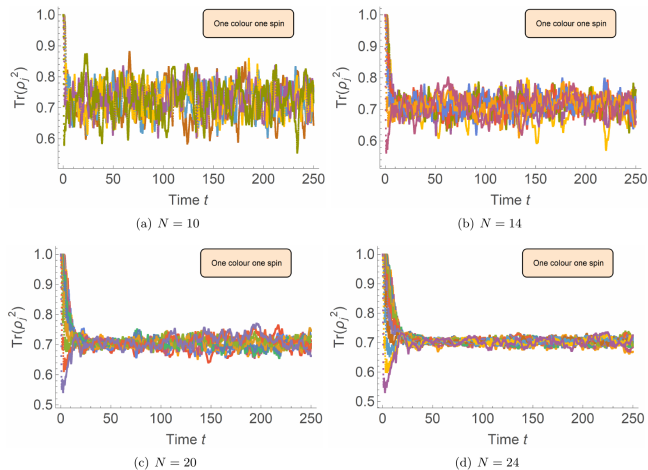 One colour one spin
1.0
0.9
0.8
0.7
0.6
Tr(ρj²)
0 50 100 150 200 250
Time t
(a) N = 10
One colour one spin
1.0
0.9
0.8
0.7
0.6
Tr(ρj²)
0 50 100 150 200 250
Time t
(b) N = 14
One colour one spin
1.0
0.9
0.8
0.7
0.6
0.5
Tr(ρj²)
0 50 100 150 200 250
Time t
(c) N = 20
One colour one spin
1.0
0.9
0.8
0.7
0.6
0.5
Tr(ρj²)
0 50 100 150 200 250
Time t
(d) N = 24